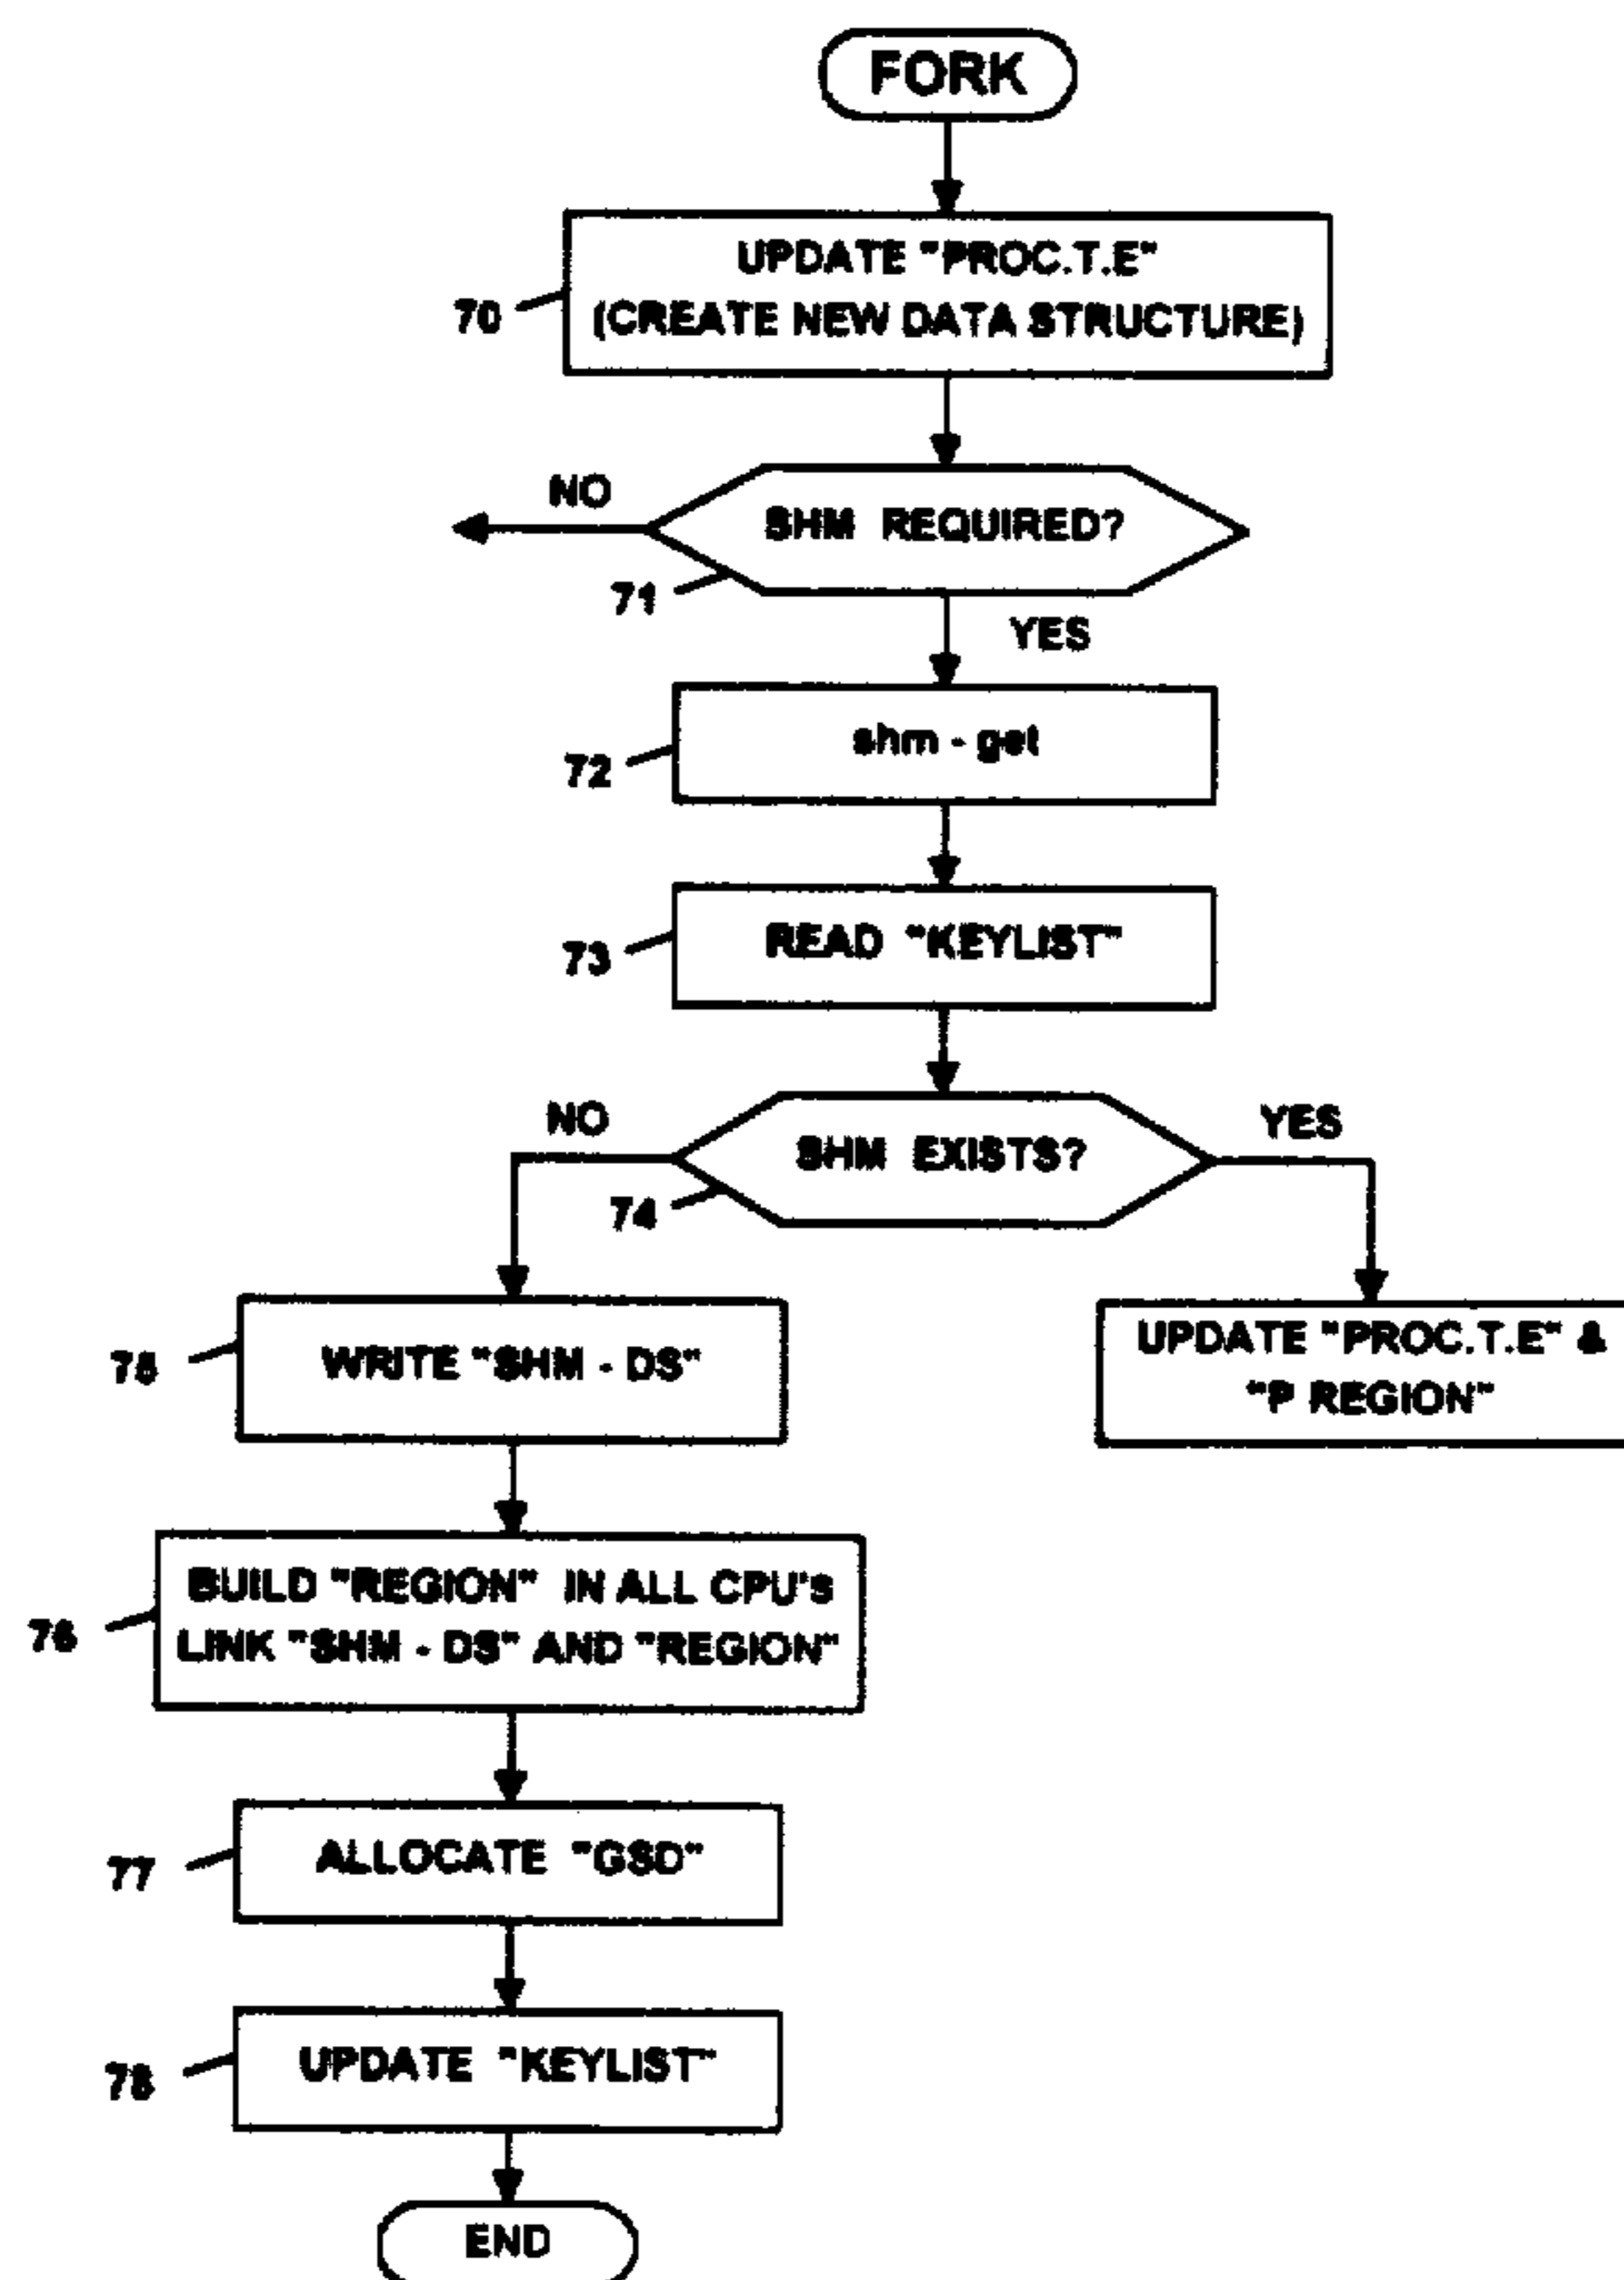 FORK
UPDATE "PROC.T.E"
(CREATE NEW DATA STRUCTURE)
70
NO
SHM REQUIRED?
71
YES
shm - get
72
READ "KEYLIST"
73
NO
SHM EXISTS?
YES
74
WRITE "SHM - DS"
75
UPDATE "PROC.T.E" &
"P REGION"
BUILD "REGION" IN ALL CPU'S
LINK "SHM - DS" AND "REGION"
76
ALLOCATE "GSO"
77
UPDATE "KEYLIST"
78
END